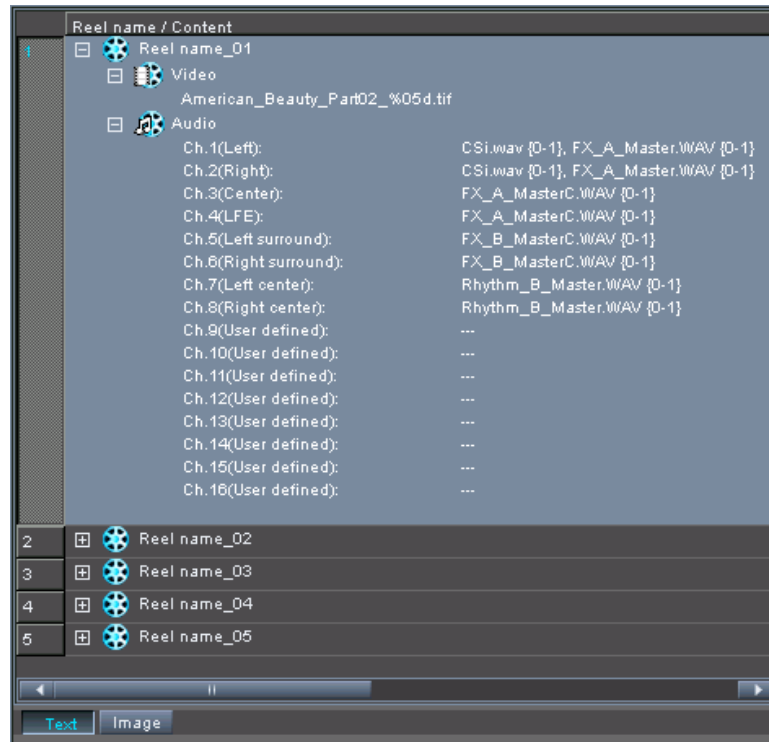 Reel name / Content
1 Reel name_01
Video
American_Beauty_Part02_%05d.tif
Audio
Ch.1(Left): CSi.wav {0-1}, FX_A_Master.WAV {0-1}
Ch.2(Right): CSi.wav {0-1}, FX_A_Master.WAV {0-1}
Ch.3(Center): FX_A_MasterC.WAV {0-1}
Ch.4(LFE): FX_A_MasterC.WAV {0-1}
Ch.5(Left surround): FX_B_MasterC.WAV {0-1}
Ch.6(Right surround): FX_B_MasterC.WAV {0-1}
Ch.7(Left center): Rhythm_B_Master.WAV {0-1}
Ch.8(Right center): Rhythm_B_Master.WAV {0-1}
Ch.9(User defined): ---
Ch.10(User defined): ---
Ch.11(User defined): ---
Ch.12(User defined): ---
Ch.13(User defined): ---
Ch.14(User defined): ---
Ch.15(User defined): ---
Ch.16(User defined): ---
2 Reel name_02
3 Reel name_03
4 Reel name_04
5 Reel name_05
Text Image